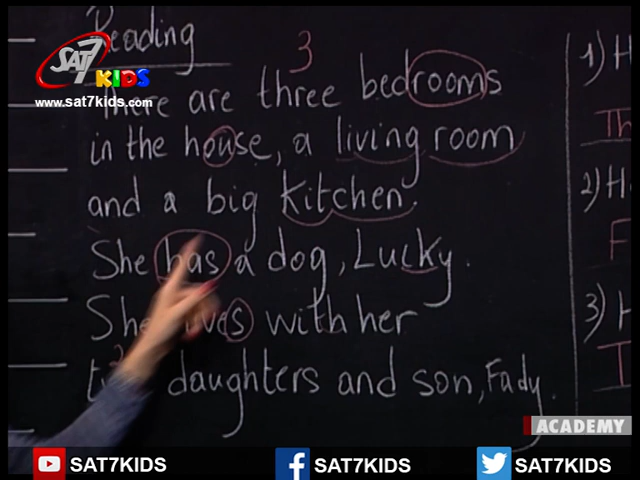 Reading
3
There are three bedrooms
in the house, a living room
and a big kitchen.
She has a dog, Lucky.
She lives with her
daughters and son, Fady.
1) H
Th
2) H
F
3) H
T
SAT7
KIDS
www.sat7kids.com
ACADEMY
SAT7KIDS
SAT7KIDS
SAT7KIDS